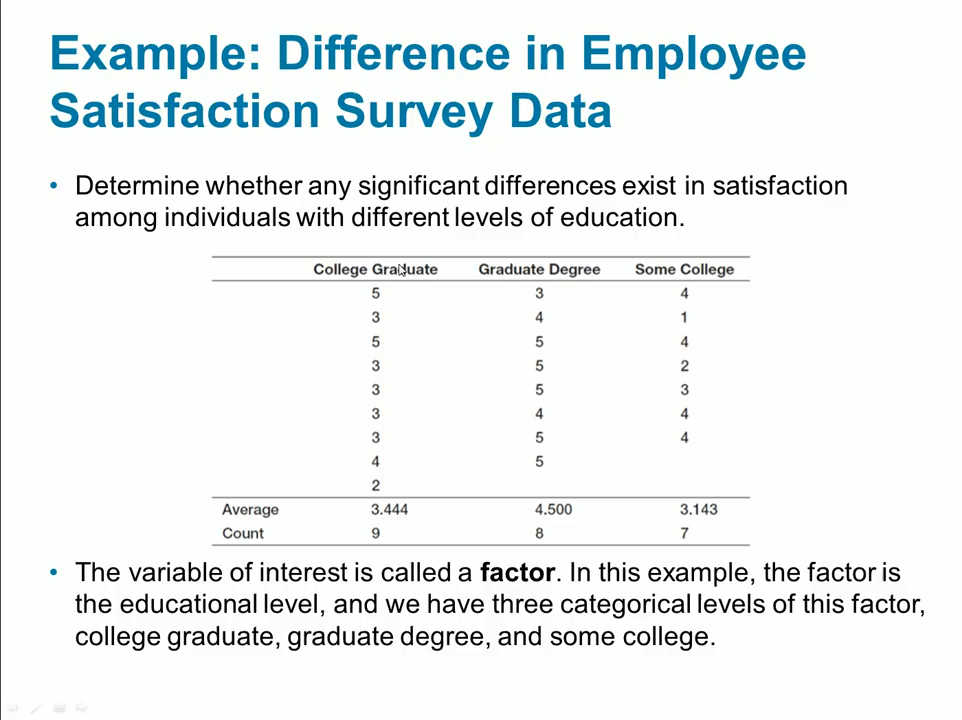 Example: Difference in Employee
Satisfaction Survey Data
• Determine whether any significant differences exist in satisfaction
among individuals with different levels of education.
College Graduate Graduate Degree Some College
5 3 4
3 4 1
5 5 4
3 5 2
3 5 3
3 4 4
3 5 4
4 5
2
Average 3.444 4.500 3.143
Count 9 8 7
• The variable of interest is called a factor. In this example, the factor is
the educational level, and we have three categorical levels of this factor,
college graduate, graduate degree, and some college.